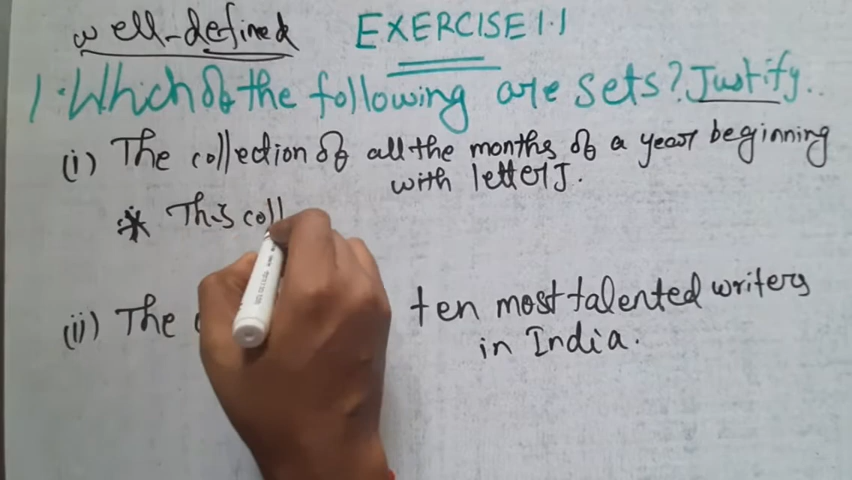 well-defined EXERCISE 1.1
1. Which of the following are sets? Justify.
(i) The collection of all the months of a year beginning
with letter J.
* This coll
(ii) The ten most talented writers
in India.